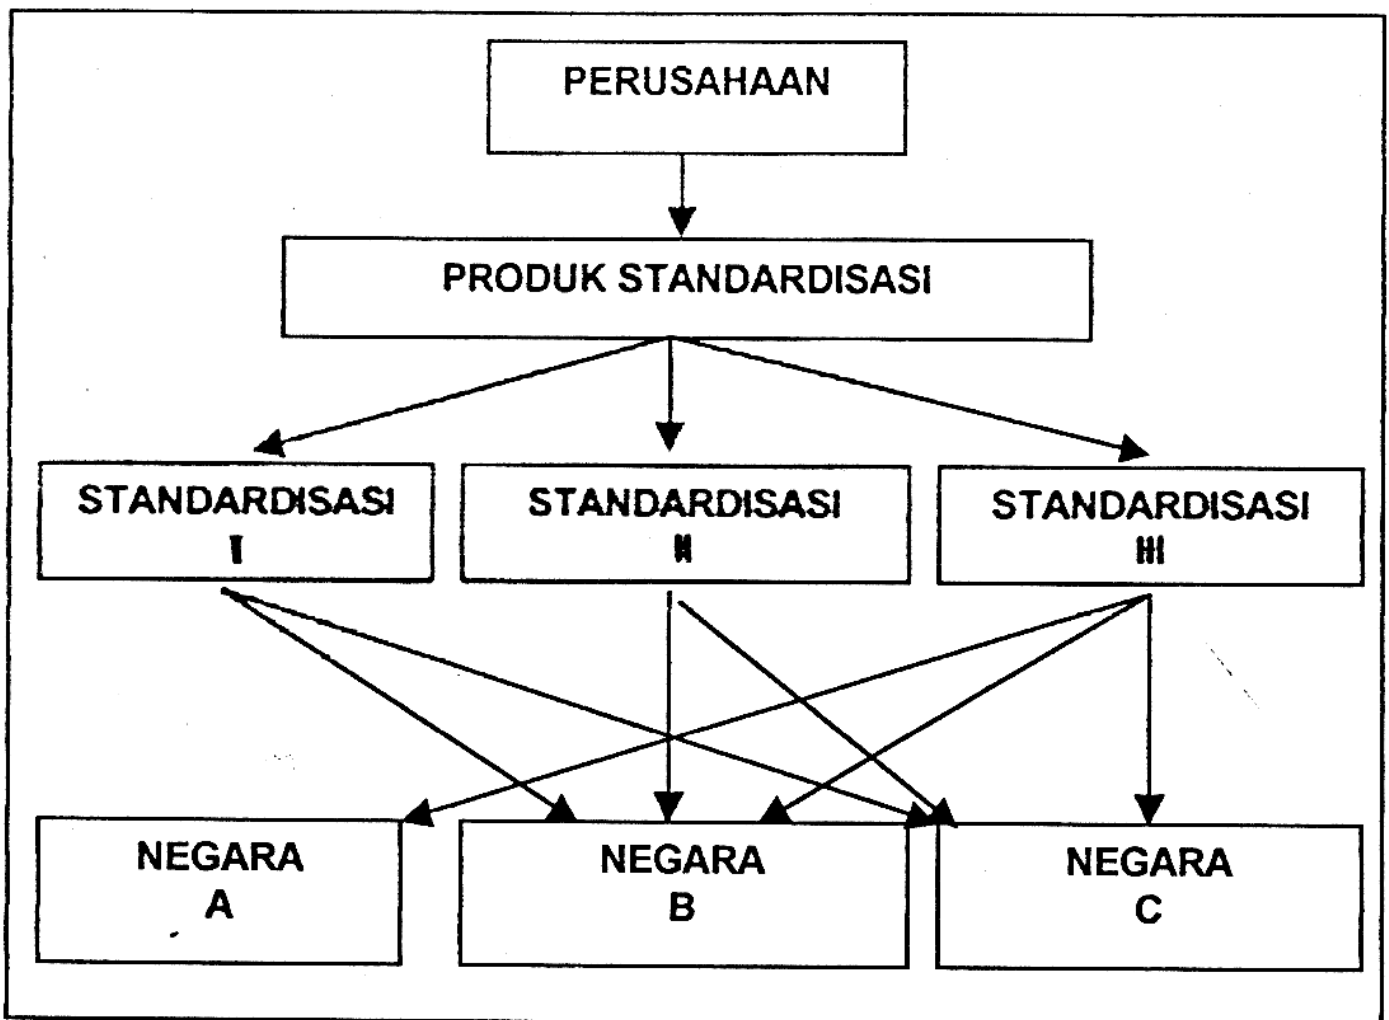 PERUSAHAAN
PRODUK STANDARDISASI
STANDARDISASI
I
STANDARDISASI
II
STANDARDISASI
III
NEGARA
A
NEGARA
B
NEGARA
C